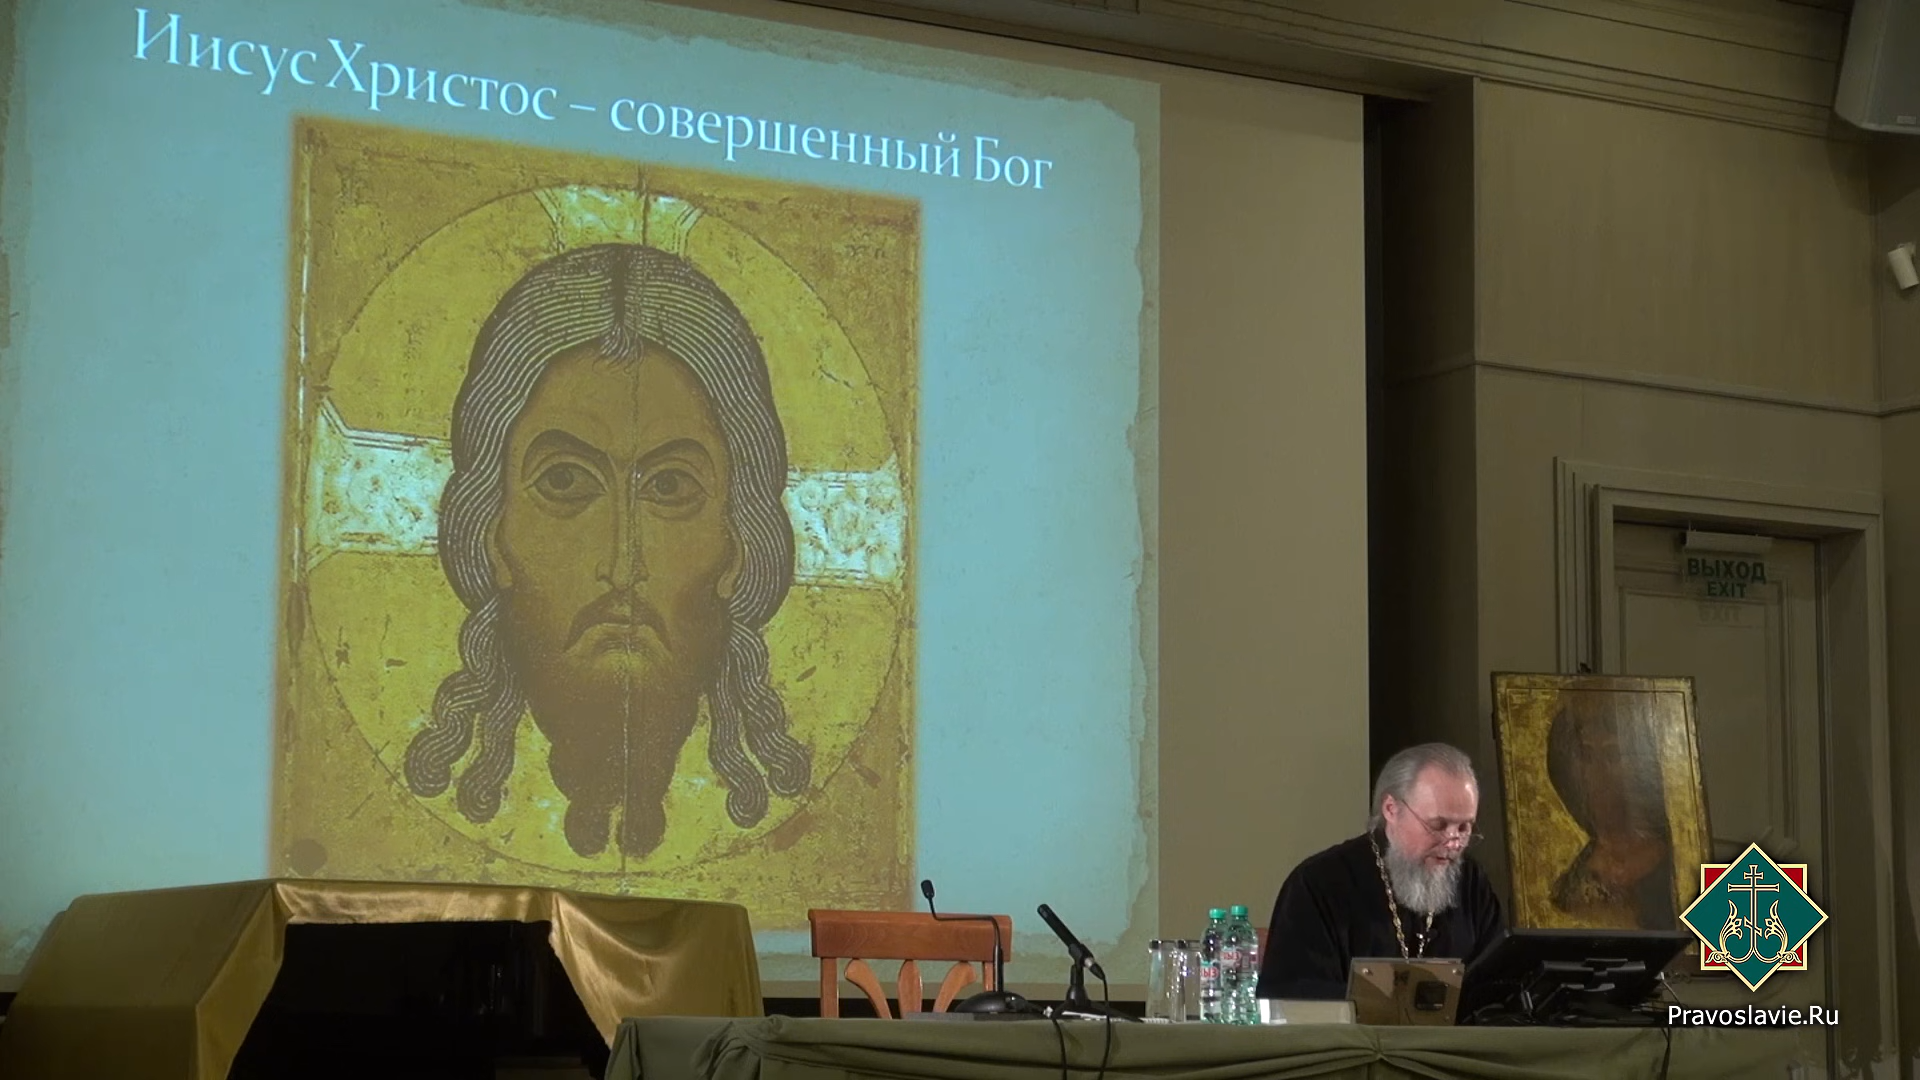 Иисус Христос – совершенный Бог
ВЫХОД
EXIT
Pravoslavie.Ru